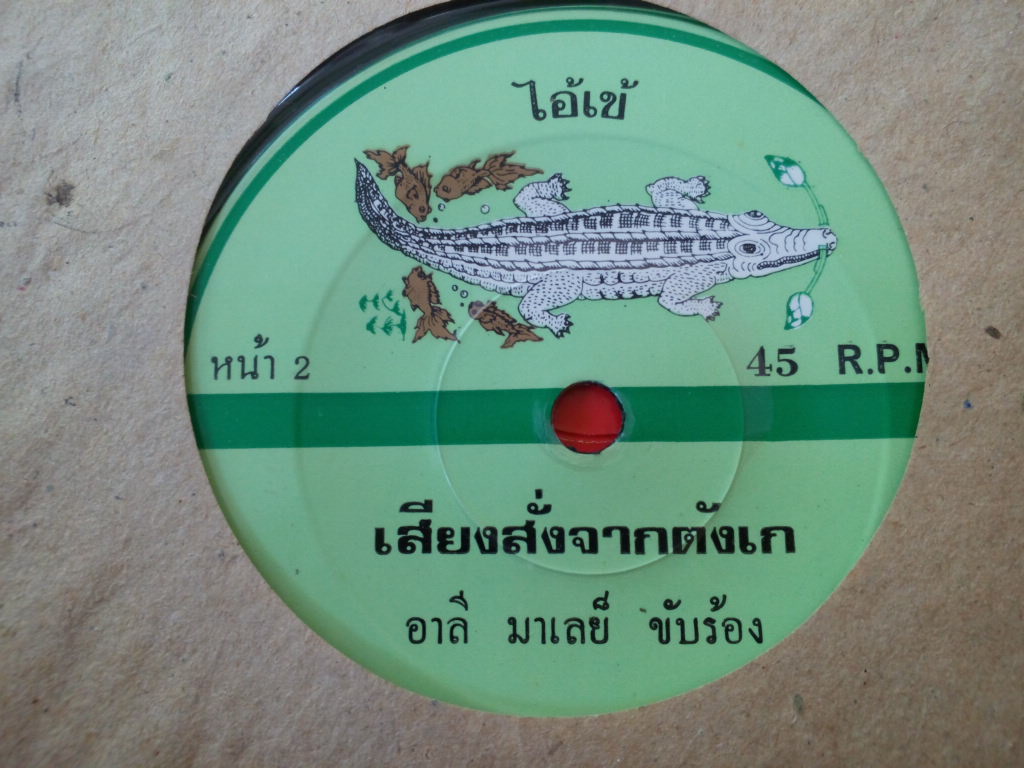 ไอ้เข้
หน้า 2 45 R.P.M
เสียงสั่งจากตังเก
อาลี มาเลย์ ขับร้อง